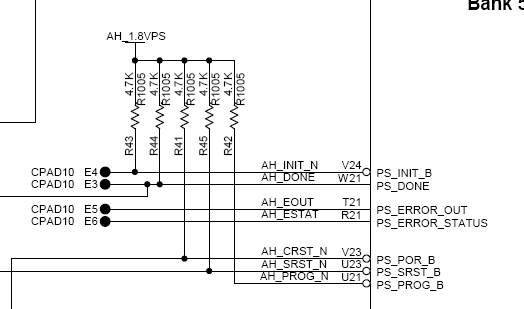 Bank 5
AH_1.8VPS
4.7K R1005 4.7K R1005 4.7K R1005 4.7K R1005 4.7K R1005
R43 R44 R41 R45 R42
CPAD10 E4 AH_INIT_N V24 PS_INIT_B
CPAD10 E3 AH_DONE W21 PS_DONE
CPAD10 E5 AH_EOUT T21 PS_ERROR_OUT
CPAD10 E6 AH_ESTAT R21 PS_ERROR_STATUS
AH_CRST_N V23 PS_POR_B
AH_SRST_N U23 PS_SRST_B
AH_PROG_N U21 PS_PROG_B